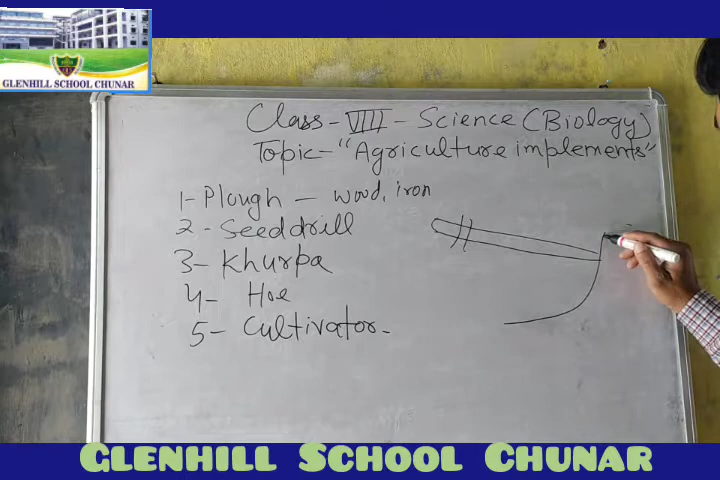 GLENHILL SCHOOL CHUNAR
Class - VIII - Science (Biology)
Topic - "Agriculture implements"
1- Plough - wood, iron
2 - Seeddrill
3- Khurpa
4- Hoe
5- Cultivator-
GLENHILL SCHOOL CHUNAR